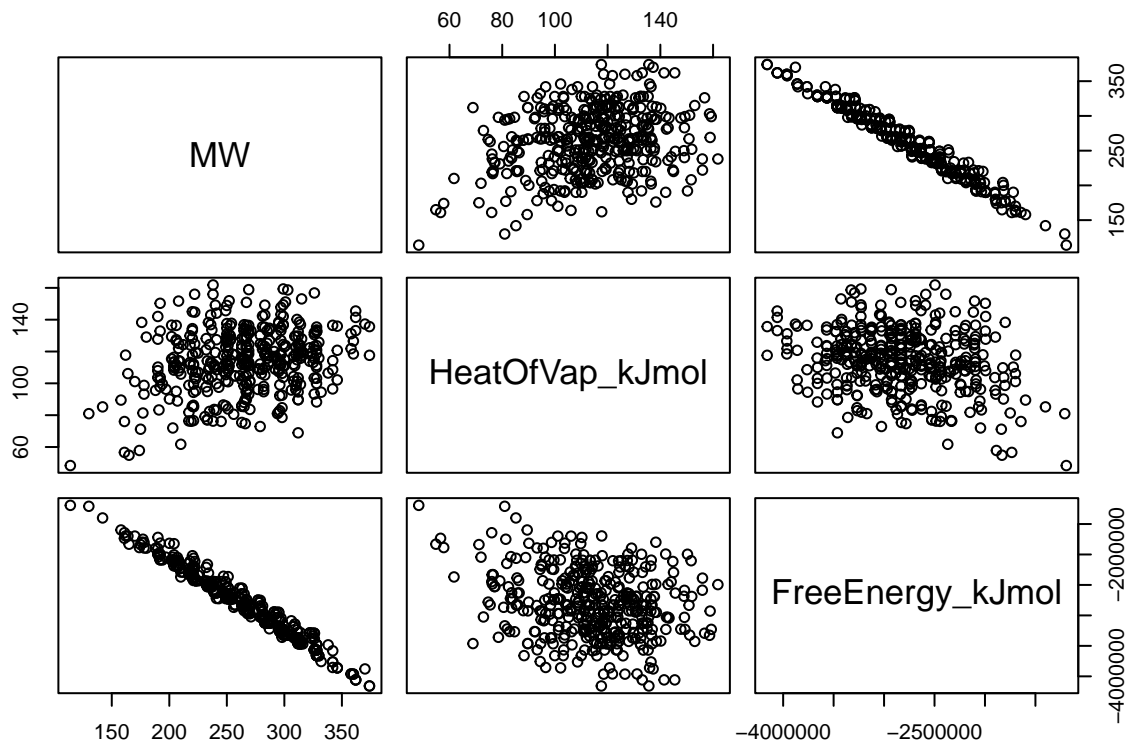 60 80 100 140
MW
150 250 350
60 100 140
HeatOfVap_kJmol
FreeEnergy_kJmol
−4000000 −2000000
150 200 250 300 350
−4000000 −2500000